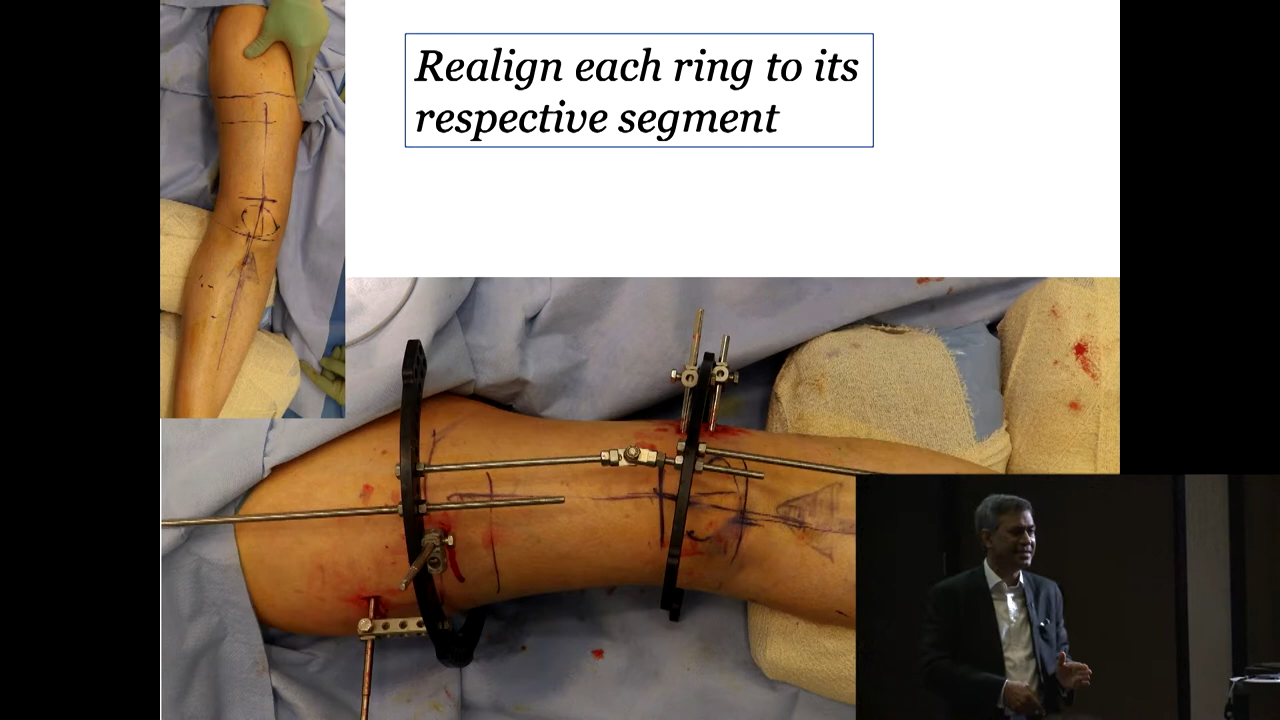 Realign each ring to its
respective segment